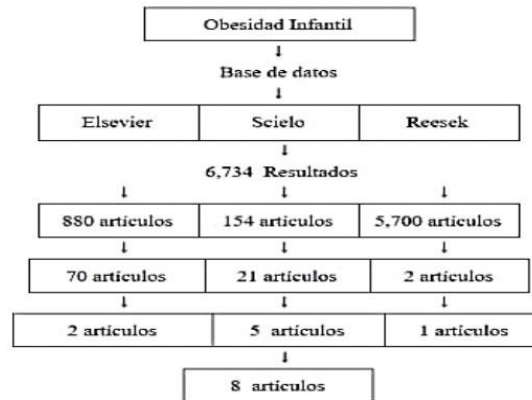 Obesidad Infantil
↓
Base de datos
↓
Elsevier Scielo Reesek
↓
6,734 Resultados
↓ ↓ ↓
880 artículos 154 artículos 5,700 artículos
↓ ↓ ↓
70 artículos 21 artículos 2 artículos
↓ ↓ ↓
2 artículos 5 artículos 1 artículos
↓
8 artículos